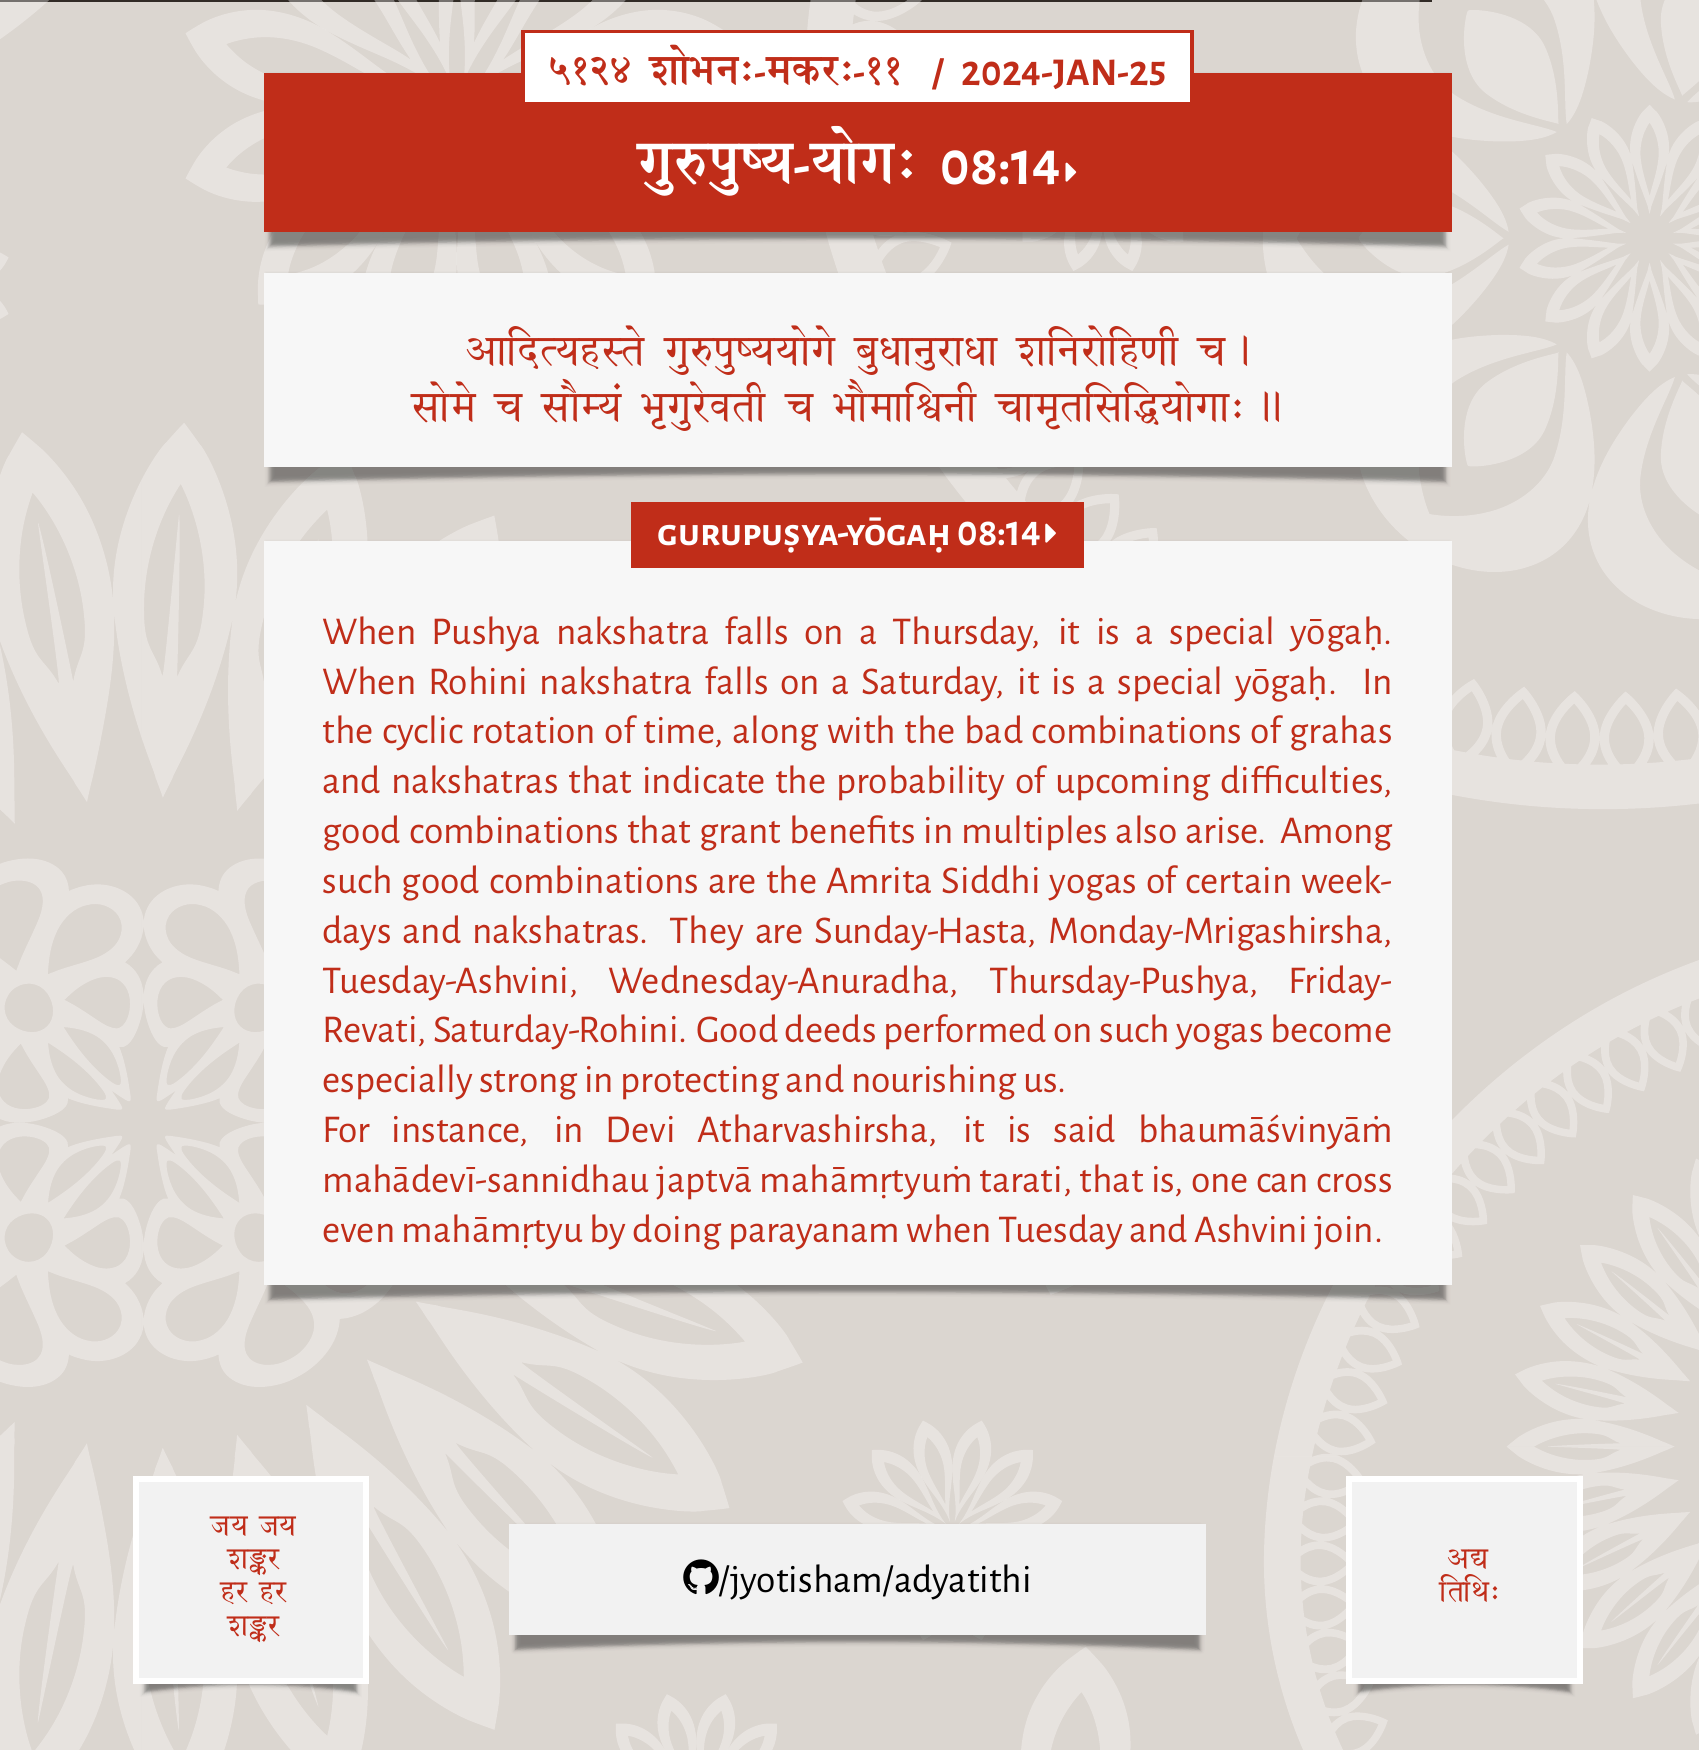 ५१२४ शोभनः-मकरः-११ / 2024-JAN-25
गुरुपुष्य-योगः 08:14▸
आदित्यहस्ते गुरुपुष्ययोगे बुधानुराधा शनिरोहिणी च।
सोमे च सौम्यं भृगुरेवती च भौमाश्विनी चामृतसिद्धियोगाः॥
GURUPUṢYA-YŌGAḤ 08:14▸
When Pushya nakshatra falls on a Thursday, it is a special yōgaḥ.
When Rohini nakshatra falls on a Saturday, it is a special yōgaḥ. In
the cyclic rotation of time, along with the bad combinations of grahas
and nakshatras that indicate the probability of upcoming difficulties,
good combinations that grant benefits in multiples also arise. Among
such good combinations are the Amrita Siddhi yogas of certain week-
days and nakshatras. They are Sunday-Hasta, Monday-Mrigashirsha,
Tuesday-Ashvini, Wednesday-Anuradha, Thursday-Pushya, Friday-
Revati, Saturday-Rohini. Good deeds performed on such yogas become
especially strong in protecting and nourishing us.
For instance, in Devi Atharvashirsha, it is said bhaumāśvinyāṁ
mahādevī-sannidhau japtvā mahāmṛtyuṁ tarati, that is, one can cross
even mahāmṛtyu by doing parayanam when Tuesday and Ashvini join.
जय जय
शङ्कर
हर हर
शङ्कर
/jyotisham/adyatithi
अद्य
तिथिः